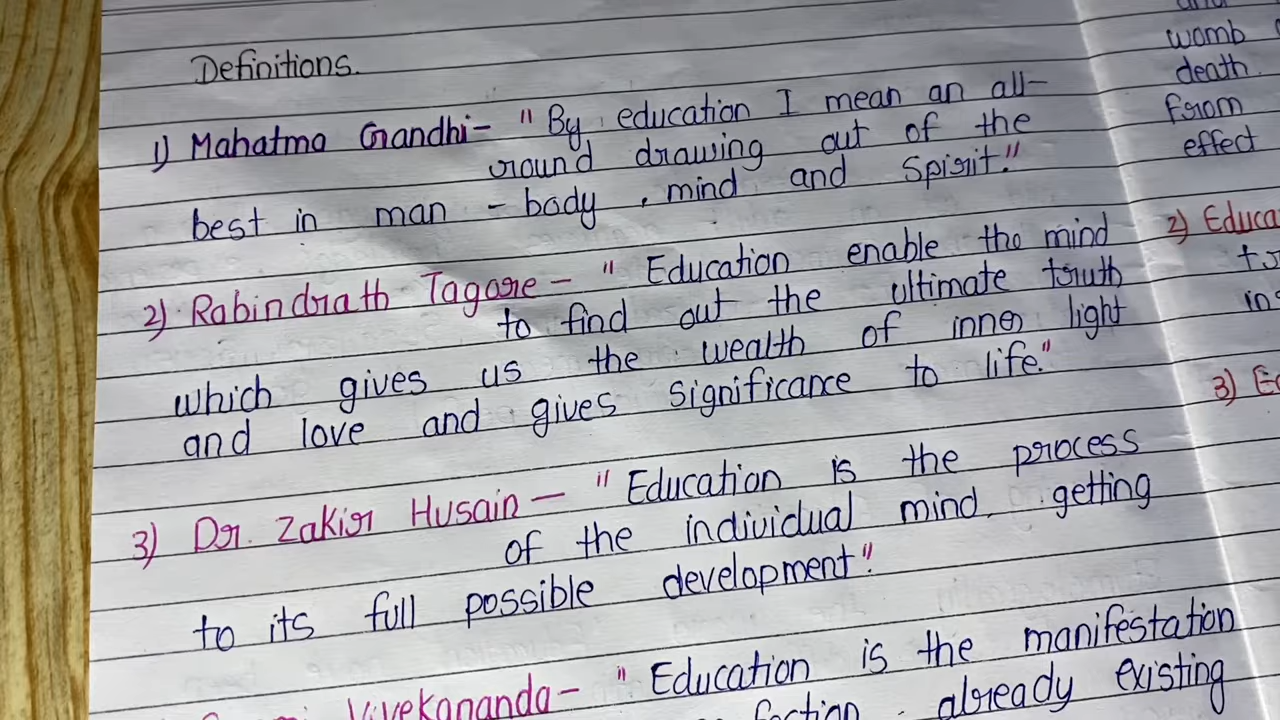 Definitions.
1) Mahatma Gandhi- "By education I mean an all-
round drawing out of the
best in man - body, mind and Spirit."
2) Rabindrath Tagore - " Education enable the mind
to find out the ultimate truth
which gives us the wealth of inner light
and love and gives significance to life."
3) Dr. Zakir Husain - "Education is the process
of the individual mind getting
to its full possible development"
Vivekananda- " Education is the manifestation
already existing
womb
death
from
effect
2) Educa
3)